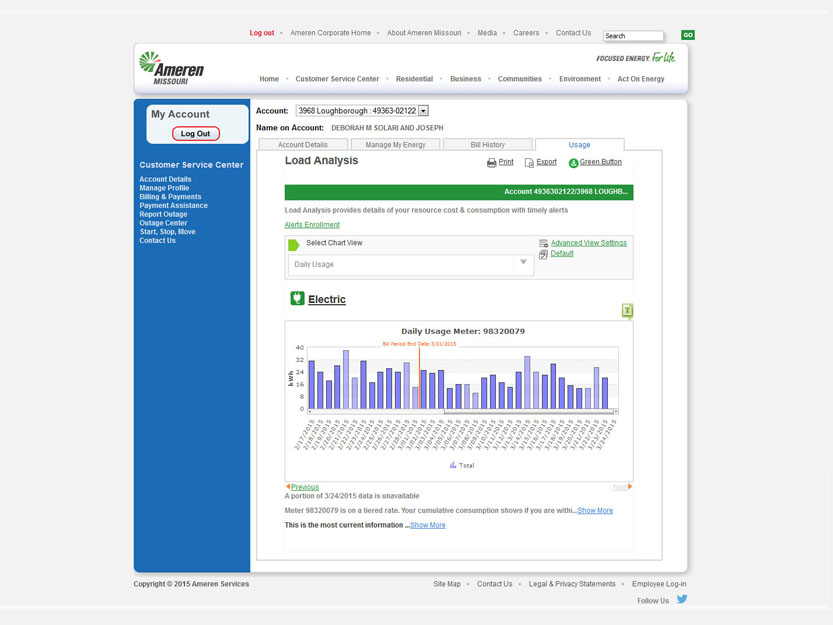 Log out • Ameren Corporate Home • About Ameren Missouri • Media • Careers • Contact Us Search GO
Ameren
MISSOURI
FOCUSED ENERGY. For life.
Home • Customer Service Center • Residential • Business • Communities • Environment • Act On Energy
My Account
Log Out
Customer Service Center
Account Details
Manage Profile
Billing & Payments
Payment Assistance
Report Outage
Outage Center
Start, Stop, Move
Contact Us
Account: 3968 Loughborough : 49363-02122
Name on Account: DEBORAH M SOLARI AND JOSEPH
Account Details Manage My Energy Bill History Usage
Load Analysis Print Export Green Button
Account 4936302122/3968 LOUGHB...
Load Analysis provides details of your resource cost & consumption with timely alerts
Alerts Enrollment
Select Chart View
Daily Usage
Advanced View Settings
Default
Electric
Daily Usage Meter: 98320079
Bill Period End Date: 3/01/2015
kWh
40
32
24
16
8
0
2/17/2015 2/18/2015 2/19/2015 2/20/2015 2/21/2015 2/22/2015 2/23/2015 2/24/2015 2/25/2015 2/26/2015 2/27/2015 2/28/2015 3/01/2015 3/02/2015 3/03/2015 3/04/2015 3/05/2015 3/06/2015 3/07/2015 3/08/2015 3/09/2015 3/10/2015 3/11/2015 3/12/2015 3/13/2015 3/14/2015 3/15/2015 3/16/2015 3/17/2015 3/18/2015 3/19/2015 3/20/2015 3/21/2015 3/22/2015 3/23/2015 3/24/2015
Total
Previous Next
A portion of 3/24/2015 data is unavailable
Meter 98320079 is on a tiered rate. Your cumulative consumption shows if you are withi...Show More
This is the most current information ...Show More
Copyright © 2015 Ameren Services
Site Map • Contact Us • Legal & Privacy Statements • Employee Log-in
Follow Us